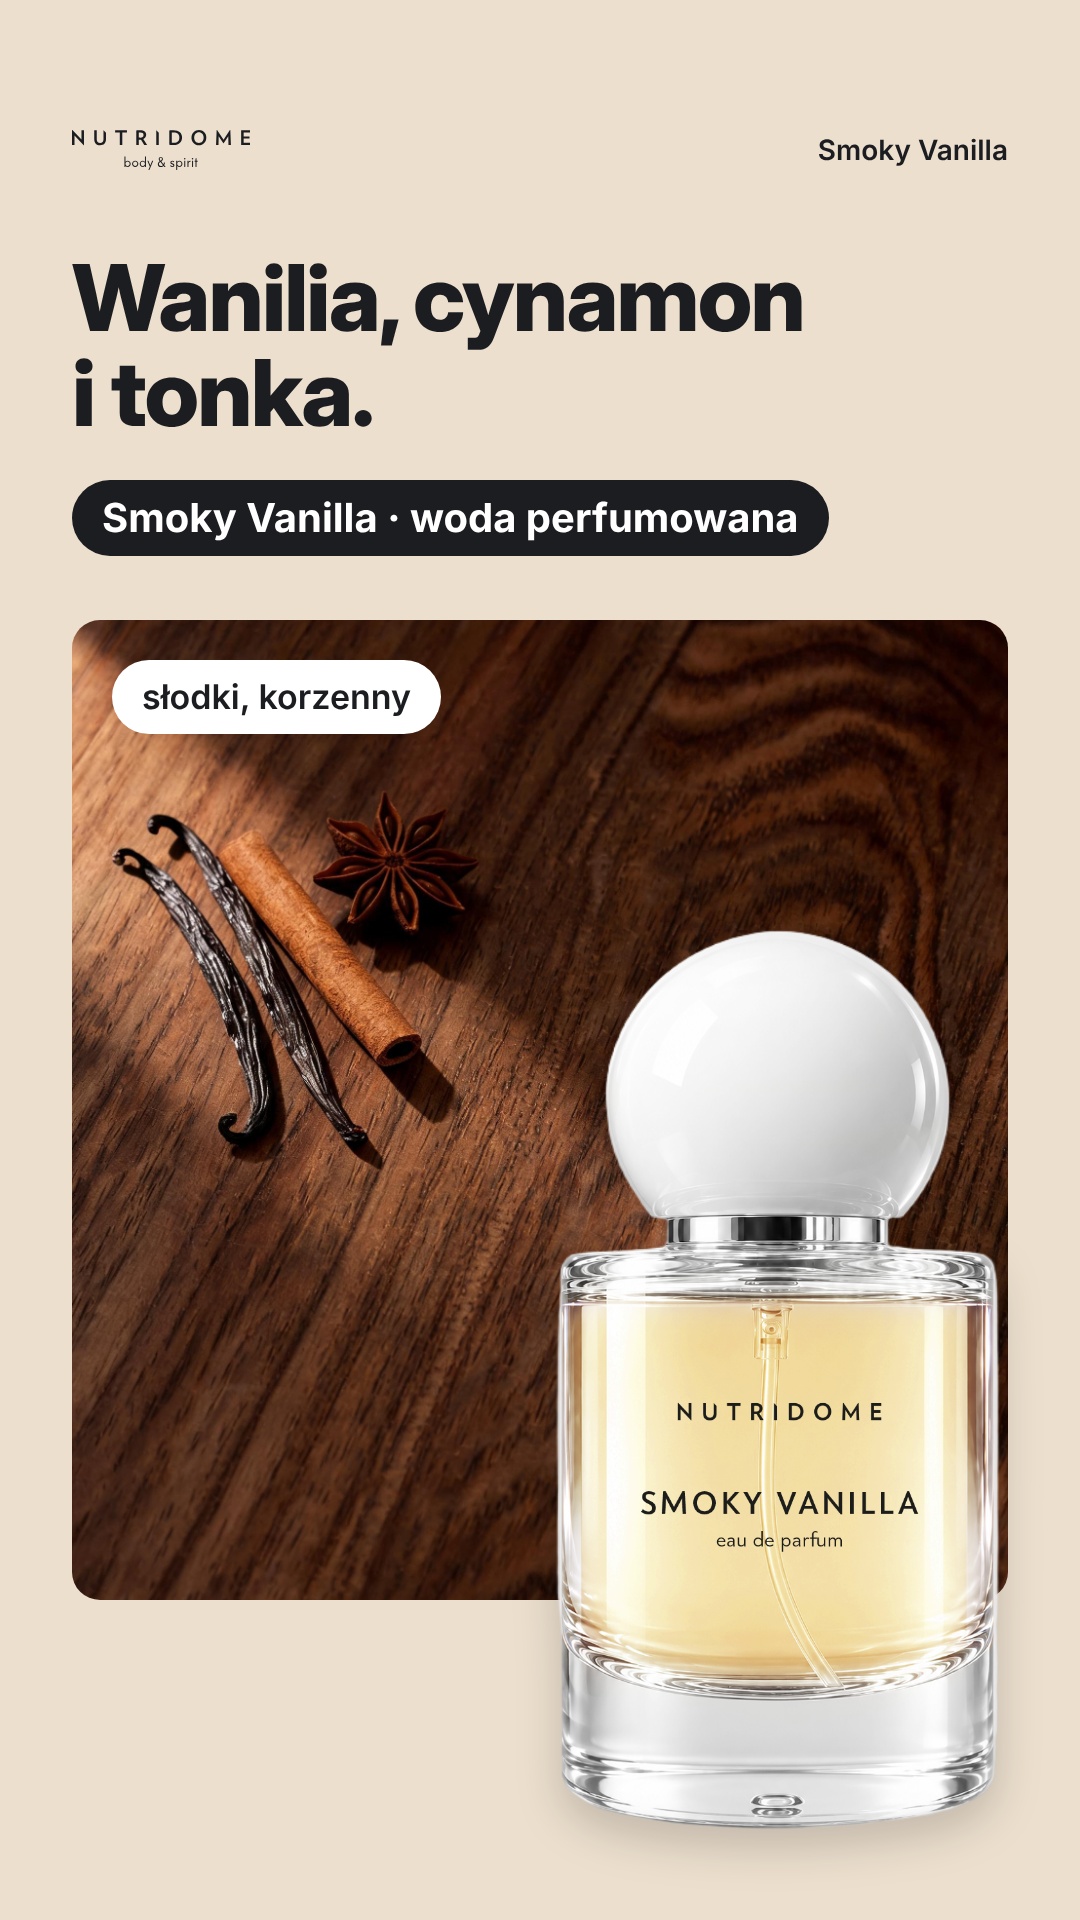 NUTRIDOME
body & spirit
Smoky Vanilla
Wanilia, cynamon
i tonka.
Smoky Vanilla · woda perfumowana
słodki, korzenny
NUTRIDOME
SMOKY VANILLA
eau de parfum